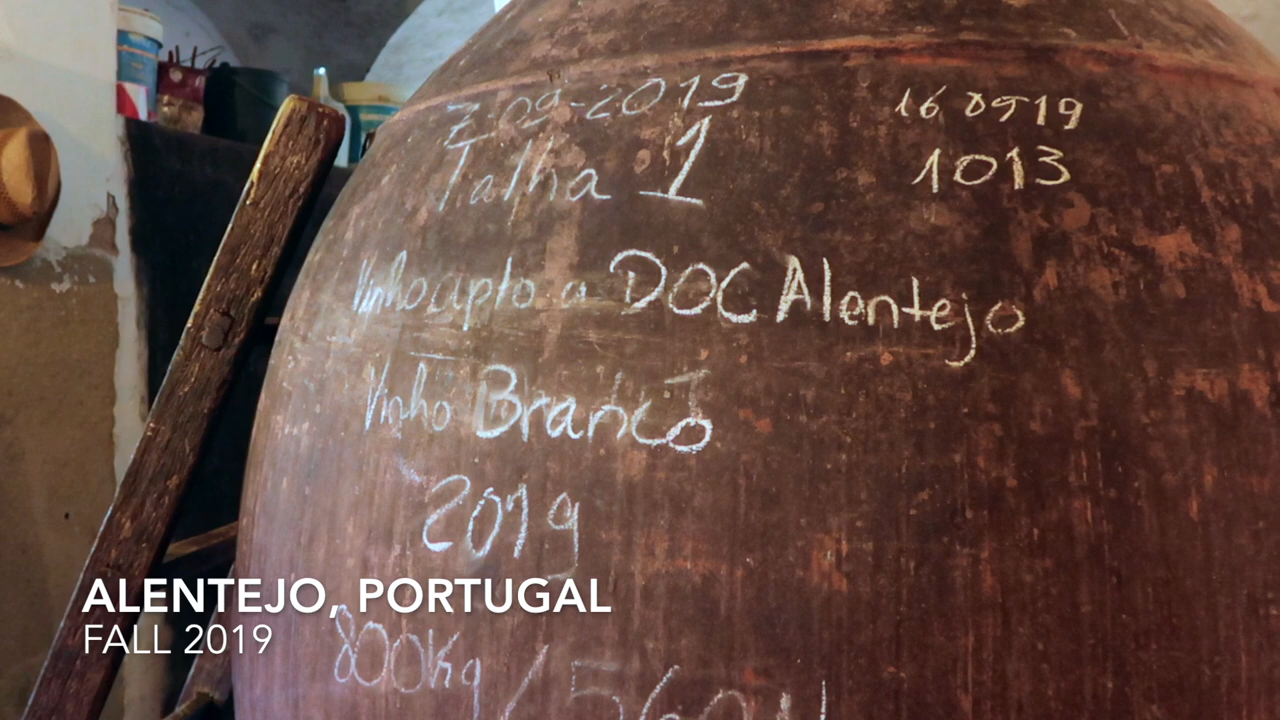 7-09-2019
Talha 1
16 09 19
1013
Vinho apto a DOC Alentejo
Vinho Branco
2019
800Kg /
ALENTEJO, PORTUGAL
FALL 2019